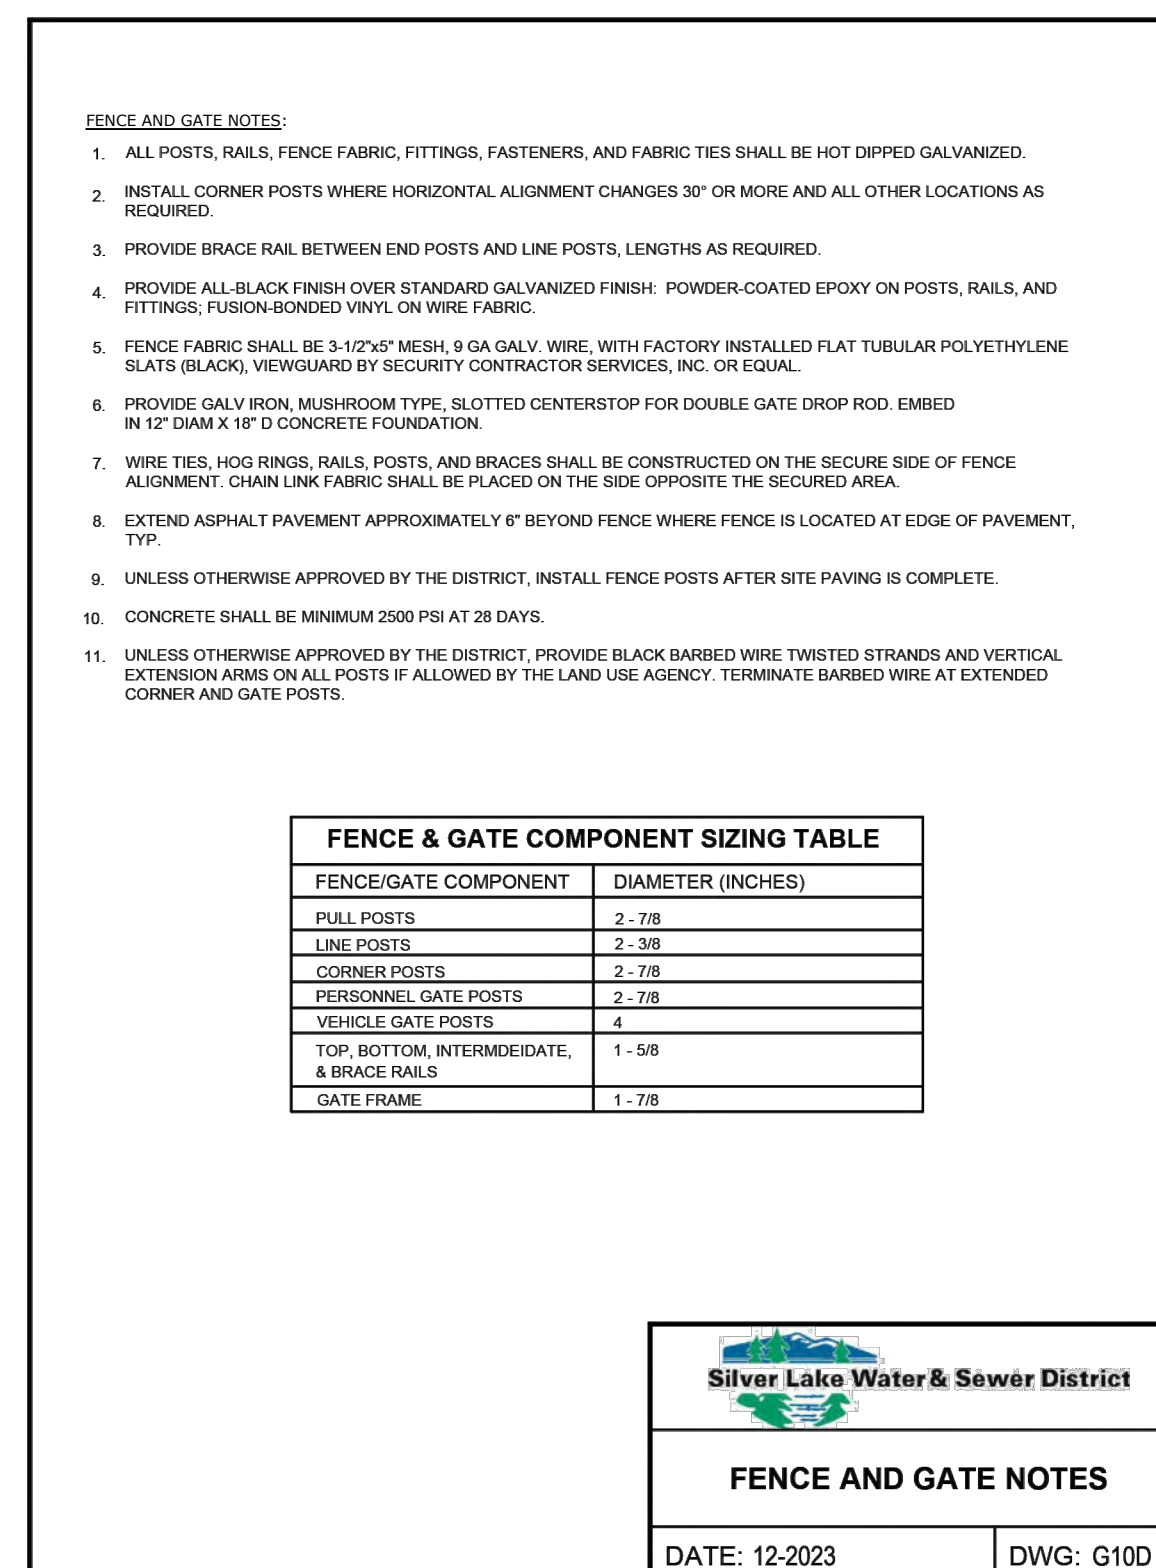 FENCE AND GATE NOTES:
1. ALL POSTS, RAILS, FENCE FABRIC, FITTINGS, FASTENERS, AND FABRIC TIES SHALL BE HOT DIPPED GALVANIZED.
2. INSTALL CORNER POSTS WHERE HORIZONTAL ALIGNMENT CHANGES 30° OR MORE AND ALL OTHER LOCATIONS AS
REQUIRED.
3. PROVIDE BRACE RAIL BETWEEN END POSTS AND LINE POSTS, LENGTHS AS REQUIRED.
4. PROVIDE ALL-BLACK FINISH OVER STANDARD GALVANIZED FINISH: POWDER-COATED EPOXY ON POSTS, RAILS, AND
FITTINGS; FUSION-BONDED VINYL ON WIRE FABRIC.
5. FENCE FABRIC SHALL BE 3-1/2"x5" MESH, 9 GA GALV. WIRE, WITH FACTORY INSTALLED FLAT TUBULAR POLYETHYLENE
SLATS (BLACK), VIEWGUARD BY SECURITY CONTRACTOR SERVICES, INC. OR EQUAL.
6. PROVIDE GALV IRON, MUSHROOM TYPE, SLOTTED CENTERSTOP FOR DOUBLE GATE DROP ROD. EMBED
IN 12" DIAM X 18" D CONCRETE FOUNDATION.
7. WIRE TIES, HOG RINGS, RAILS, POSTS, AND BRACES SHALL BE CONSTRUCTED ON THE SECURE SIDE OF FENCE
ALIGNMENT. CHAIN LINK FABRIC SHALL BE PLACED ON THE SIDE OPPOSITE THE SECURED AREA.
8. EXTEND ASPHALT PAVEMENT APPROXIMATELY 6" BEYOND FENCE WHERE FENCE IS LOCATED AT EDGE OF PAVEMENT,
TYP.
9. UNLESS OTHERWISE APPROVED BY THE DISTRICT, INSTALL FENCE POSTS AFTER SITE PAVING IS COMPLETE.
10. CONCRETE SHALL BE MINIMUM 2500 PSI AT 28 DAYS.
11. UNLESS OTHERWISE APPROVED BY THE DISTRICT, PROVIDE BLACK BARBED WIRE TWISTED STRANDS AND VERTICAL
EXTENSION ARMS ON ALL POSTS IF ALLOWED BY THE LAND USE AGENCY. TERMINATE BARBED WIRE AT EXTENDED
CORNER AND GATE POSTS.
FENCE & GATE COMPONENT SIZING TABLE
FENCE/GATE COMPONENT DIAMETER (INCHES)
PULL POSTS 2 - 7/8
LINE POSTS 2 - 3/8
CORNER POSTS 2 - 7/8
PERSONNEL GATE POSTS 2 - 7/8
VEHICLE GATE POSTS 4
TOP, BOTTOM, INTERMDEIDATE, 1 - 5/8
& BRACE RAILS
GATE FRAME 1 - 7/8
Silver Lake Water & Sewer District
FENCE AND GATE NOTES
DATE: 12-2023 DWG: G10D